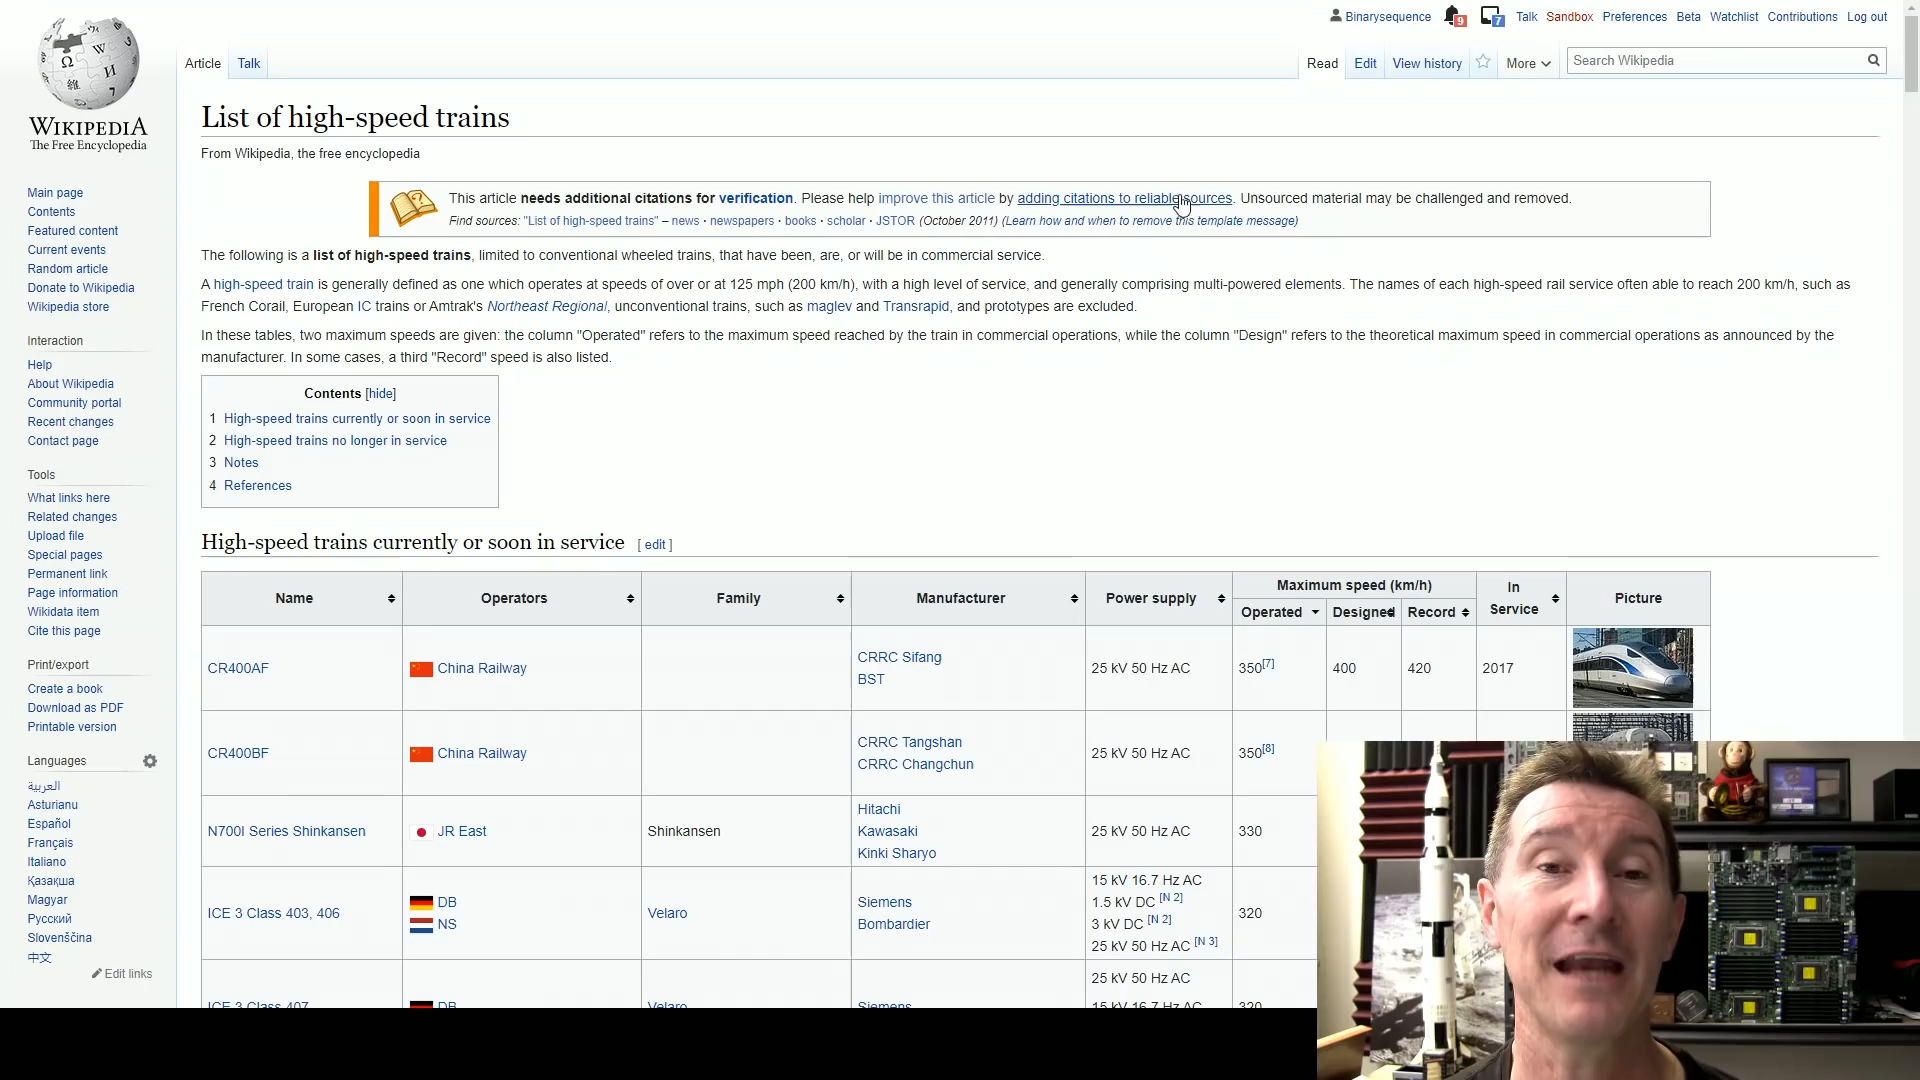 Binarysequence 9 7 Talk Sandbox Preferences Beta Watchlist Contributions Log out
Article Talk Read Edit View history More Search Wikipedia
WIKIPEDIA
The Free Encyclopedia
Main page
Contents
Featured content
Current events
Random article
Donate to Wikipedia
Wikipedia store
Interaction
Help
About Wikipedia
Community portal
Recent changes
Contact page
Tools
What links here
Related changes
Upload file
Special pages
Permanent link
Page information
Wikidata item
Cite this page
Print/export
Create a book
Download as PDF
Printable version
Languages
العربية
Asturianu
Español
Français
Italiano
Қазақша
Magyar
Русский
Slovenščina
中文
Edit links
List of high-speed trains
From Wikipedia, the free encyclopedia
This article needs additional citations for verification. Please help improve this article by adding citations to reliable sources. Unsourced material may be challenged and removed.
Find sources: "List of high-speed trains" – news · newspapers · books · scholar · JSTOR (October 2011) (Learn how and when to remove this template message)
The following is a list of high-speed trains, limited to conventional wheeled trains, that have been, are, or will be in commercial service.
A high-speed train is generally defined as one which operates at speeds of over or at 125 mph (200 km/h), with a high level of service, and generally comprising multi-powered elements. The names of each high-speed rail service often able to reach 200 km/h, such as
French Corail, European IC trains or Amtrak's Northeast Regional, unconventional trains, such as maglev and Transrapid, and prototypes are excluded.
In these tables, two maximum speeds are given: the column "Operated" refers to the maximum speed reached by the train in commercial operations, while the column "Design" refers to the theoretical maximum speed in commercial operations as announced by the
manufacturer. In some cases, a third "Record" speed is also listed.
Contents [hide]
1 High-speed trains currently or soon in service
2 High-speed trains no longer in service
3 Notes
4 References
High-speed trains currently or soon in service [ edit ]
Name Operators Family Manufacturer Power supply Maximum speed (km/h) In Service Picture
Operated Designed Record
CR400AF China Railway CRRC Sifang 25 kV 50 Hz AC 350[7] 400 420 2017
BST
CR400BF China Railway CRRC Tangshan 25 kV 50 Hz AC 350[8]
CRRC Changchun
N700I Series Shinkansen JR East Shinkansen Hitachi 25 kV 50 Hz AC 330
Kawasaki
Kinki Sharyo
ICE 3 Class 403, 406 DB Velaro Siemens 15 kV 16.7 Hz AC 320
NS Bombardier 1.5 kV DC [N 2]
3 kV DC [N 2]
25 kV 50 Hz AC [N 3]
25 kV 50 Hz AC
ICE 3 Class 407 DB Velaro Siemens 15 kV 16.7 Hz AC 320